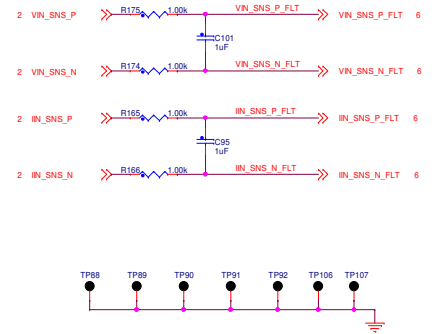 2 VIN_SNS_P R175 1.00k VIN_SNS_P_FLT VIN_SNS_P_FLT 6
C101
1uF
2 VIN_SNS_N R174 1.00k VIN_SNS_N_FLT VIN_SNS_N_FLT 6
2 IIN_SNS_P R165 1.00k IIN_SNS_P_FLT IIN_SNS_P_FLT 6
C95
1uF
2 IIN_SNS_N R166 1.00k IIN_SNS_N_FLT IIN_SNS_N_FLT 6
TP88 TP89 TP90 TP91 TP92 TP106 TP107